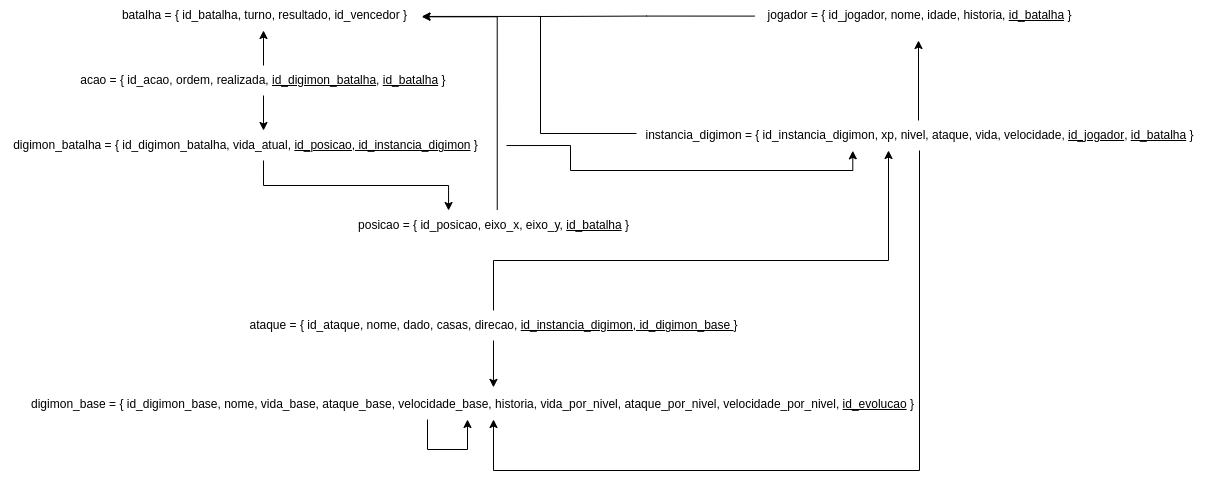 batalha = { id_batalha, turno, resultado, id_vencedor }
jogador = { id_jogador, nome, idade, historia, id_batalha }
acao = { id_acao, ordem, realizada, id_digimon_batalha, id_batalha }
instancia_digimon = { id_instancia_digimon, xp, nivel, ataque, vida, velocidade, id_jogador, id_batalha }
digimon_batalha = { id_digimon_batalha, vida_atual, id_posicao, id_instancia_digimon }
posicao = { id_posicao, eixo_x, eixo_y, id_batalha }
ataque = { id_ataque, nome, dado, casas, direcao, id_instancia_digimon, id_digimon_base }
digimon_base = { id_digimon_base, nome, vida_base, ataque_base, velocidade_base, historia, vida_por_nivel, ataque_por_nivel, velocidade_por_nivel, id_evolucao }